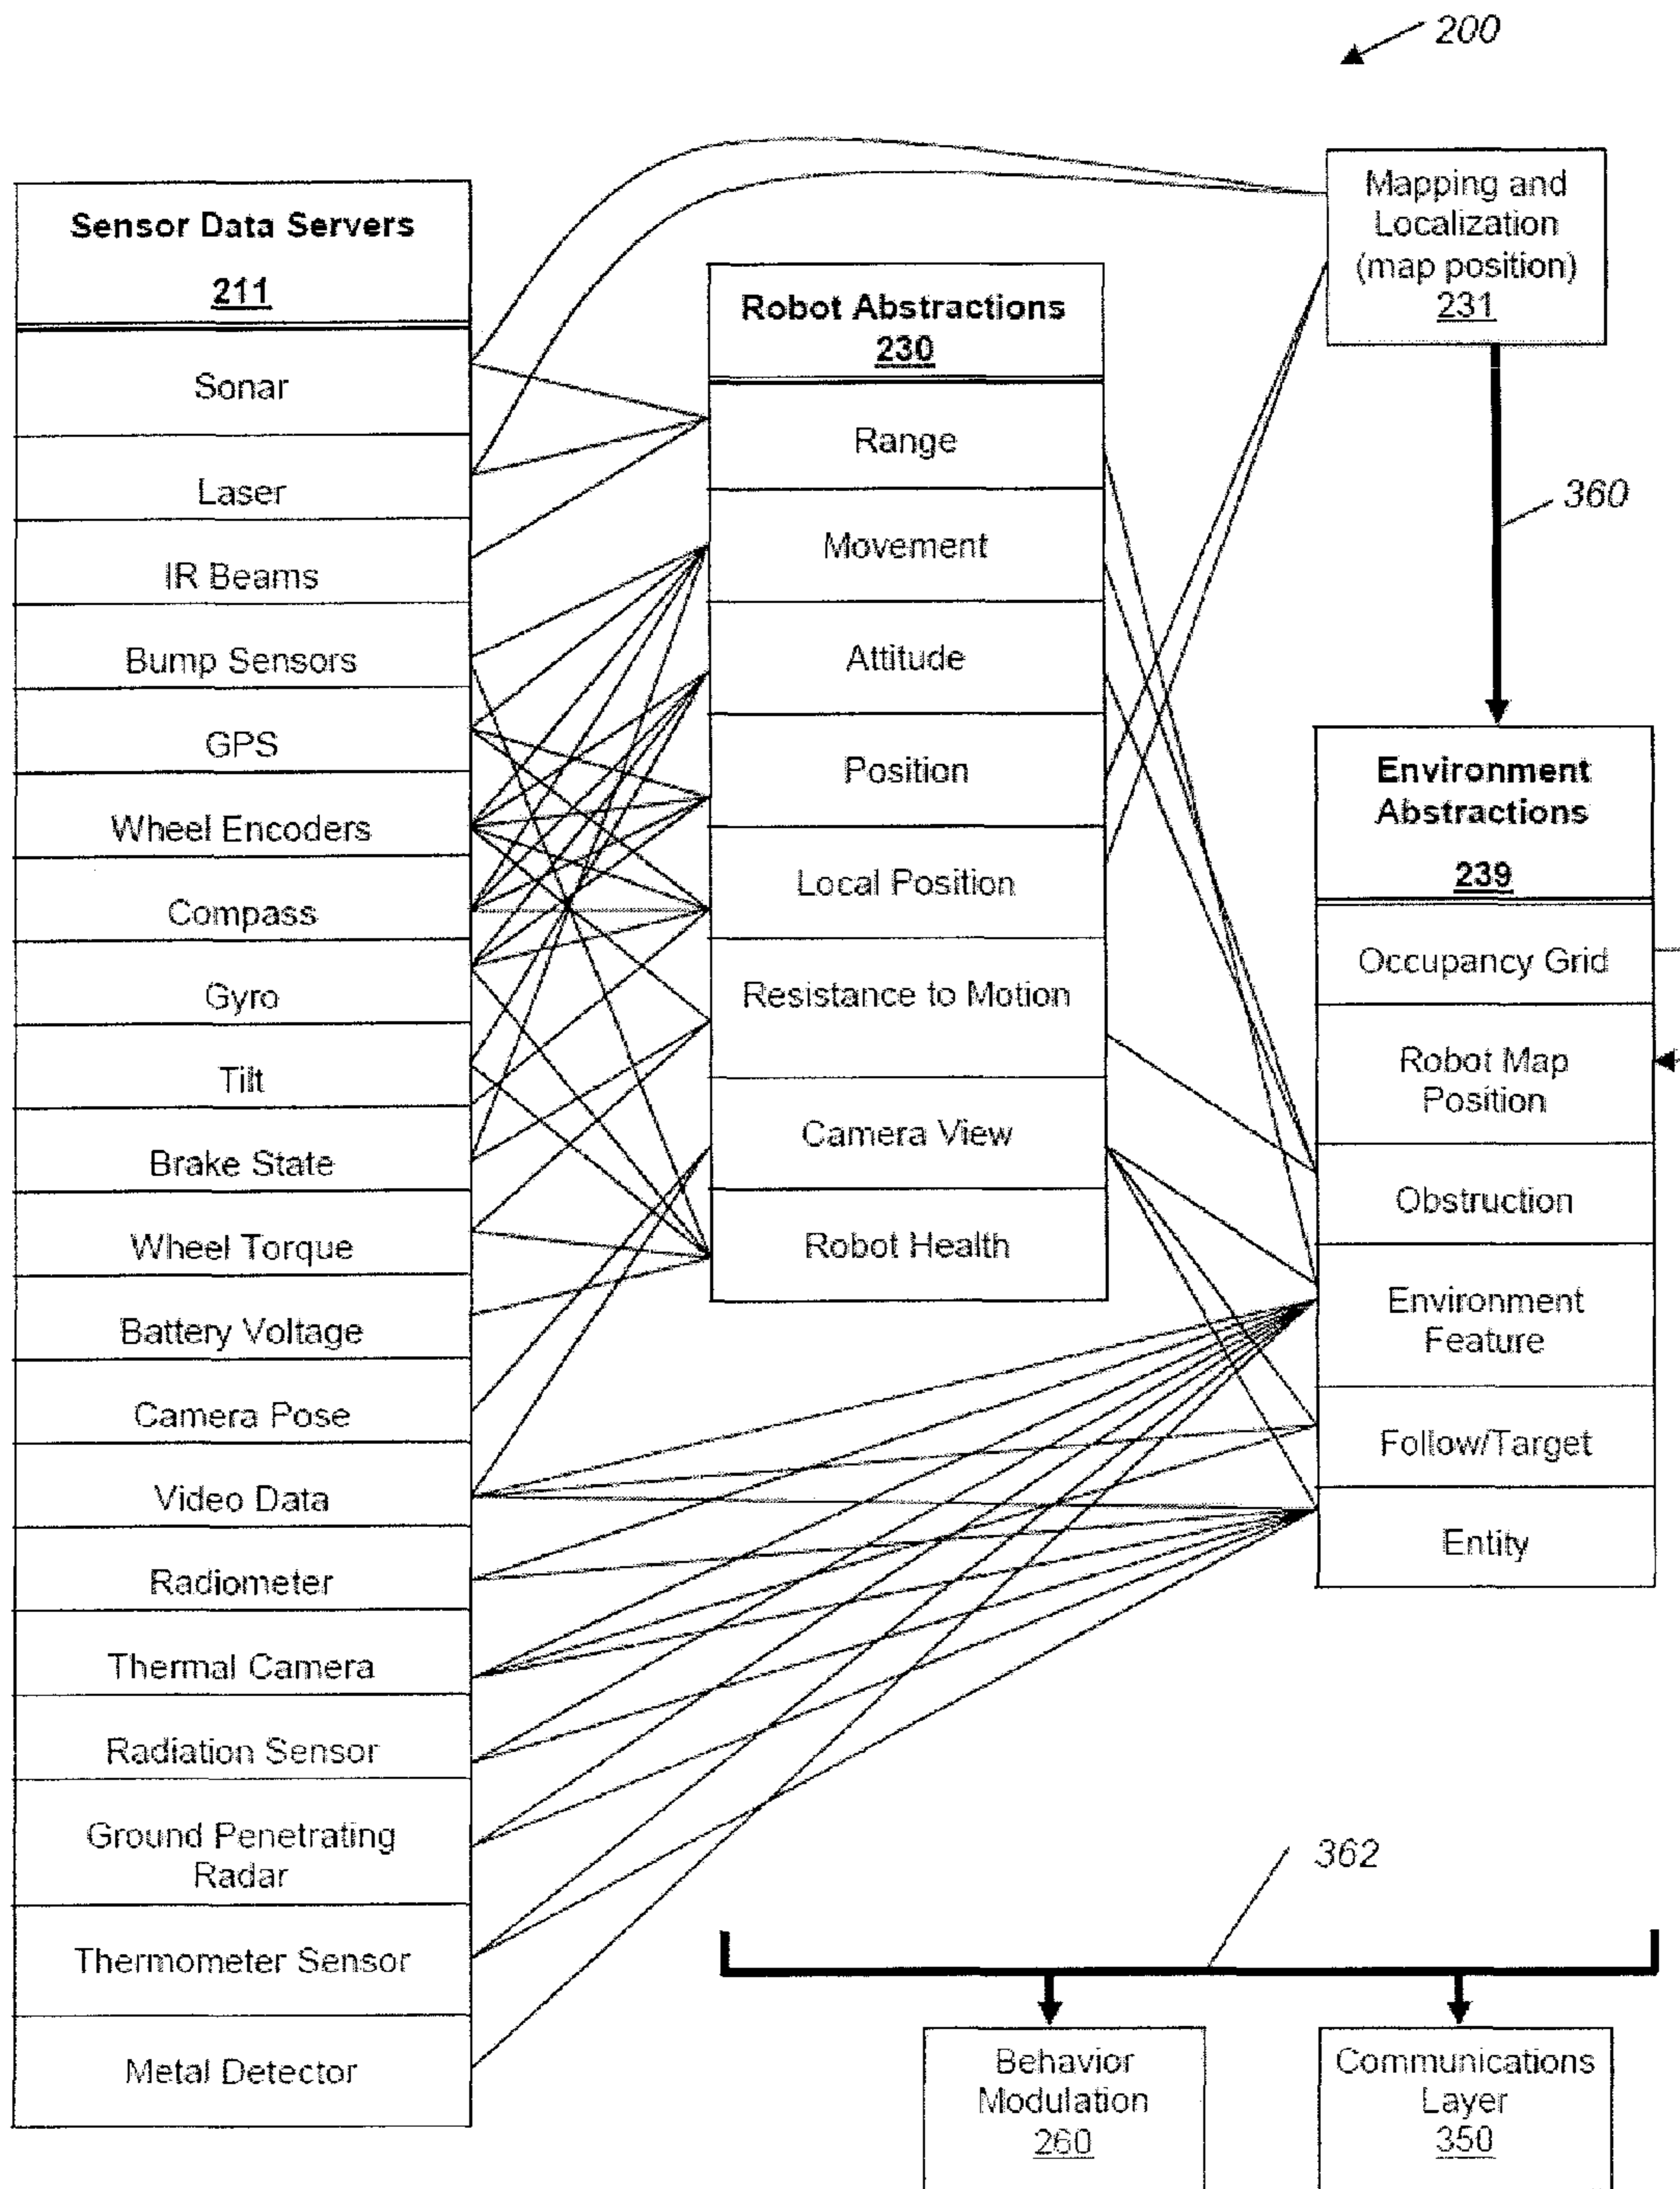 200
Sensor Data Servers
211
Sonar
Laser
IR Beams
Bump Sensors
GPS
Wheel Encoders
Compass
Gyro
Tilt
Brake State
Wheel Torque
Battery Voltage
Camera Pose
Video Data
Radiometer
Thermal Camera
Radiation Sensor
Ground Penetrating
Radar
Thermometer Sensor
Metal Detector
Robot Abstractions
230
Range
Movement
Attitude
Position
Local Position
Resistance to Motion
Camera View
Robot Health
Mapping and
Localization
(map position)
231
360
Environment
Abstractions
239
Occupancy Grid
Robot Map
Position
Obstruction
Environment
Feature
Follow/Target
Entity
362
Behavior
Modulation
260
Communications
Layer
350